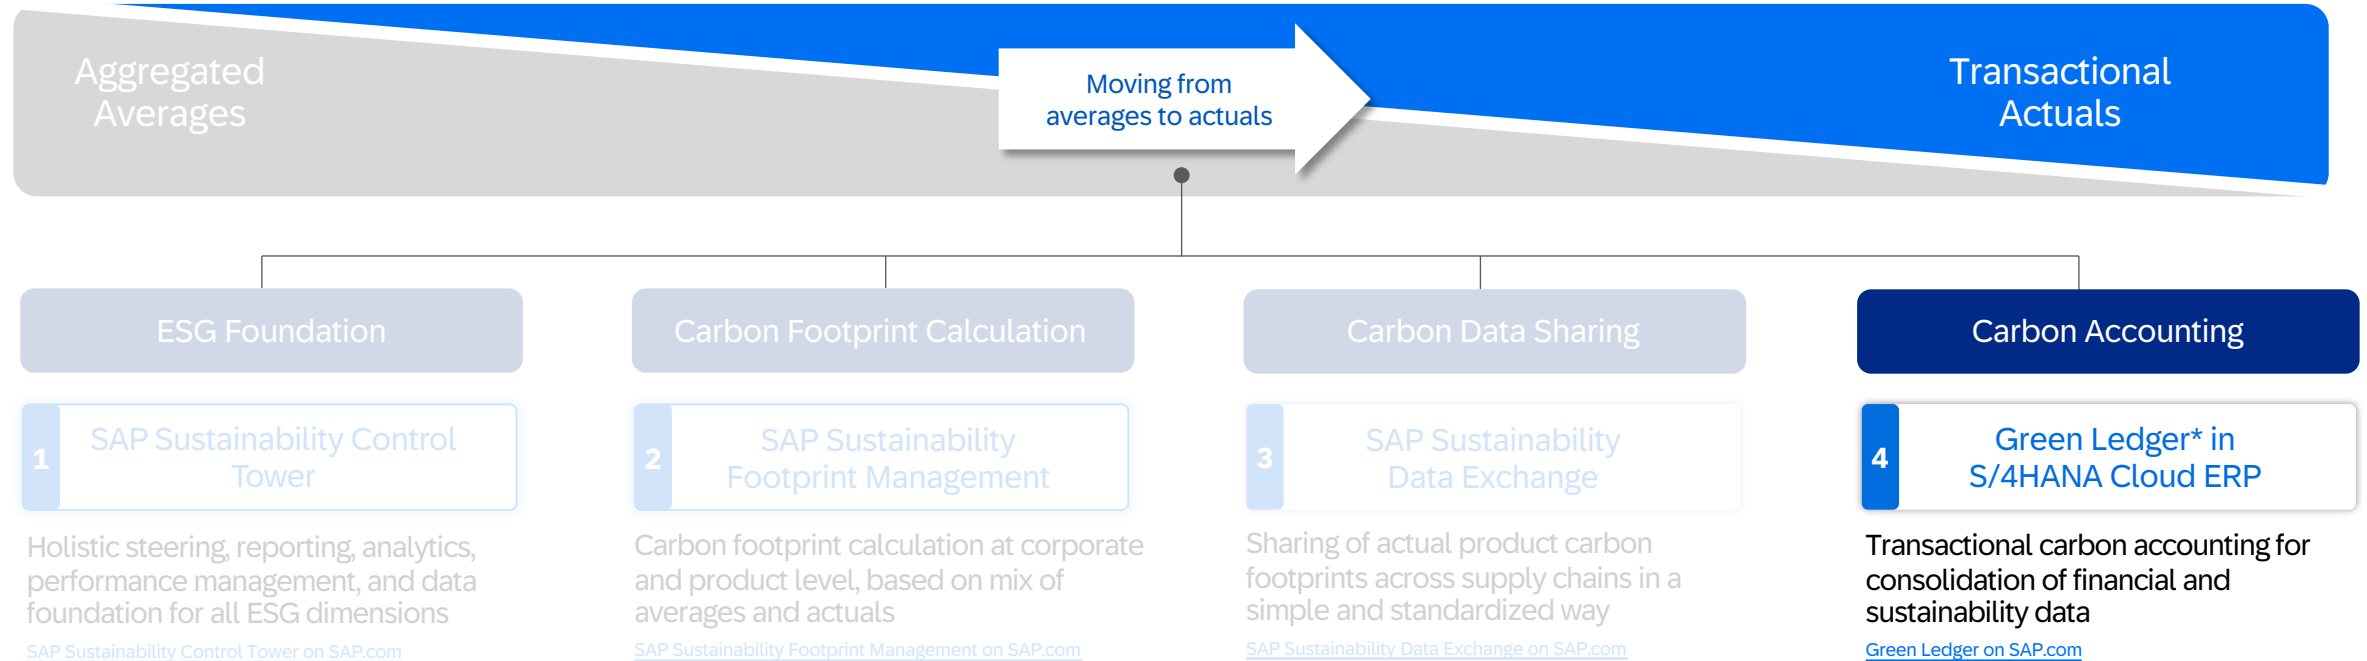 Aggregated
Averages
Moving from
averages to actuals
Transactional
Actuals
ESG Foundation
Carbon Footprint Calculation
Carbon Data Sharing
Carbon Accounting
1
SAP Sustainability Control
Tower
2
SAP Sustainability
Footprint Management
3
SAP Sustainability
Data Exchange
4
Green Ledger* in
S/4HANA Cloud ERP
Holistic steering, reporting, analytics,
performance management, and data
foundation for all ESG dimensions
SAP Sustainability Control Tower on SAP.com
Carbon footprint calculation at corporate
and product level, based on mix of
averages and actuals
SAP Sustainability Footprint Management on SAP.com
Sharing of actual product carbon
footprints across supply chains in a
simple and standardized way
SAP Sustainability Data Exchange on SAP.com
Transactional carbon accounting for
consolidation of financial and
sustainability data
Green Ledger on SAP.com